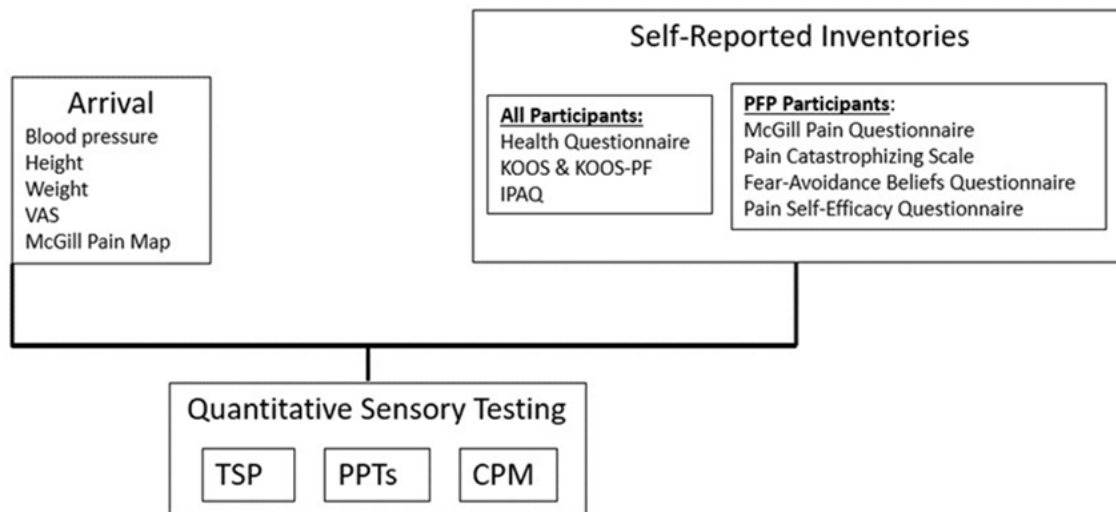 Arrival
Blood pressure
Height
Weight
VAS
McGill Pain Map
Self-Reported Inventories
All Participants:
Health Questionnaire
KOOS & KOOS-PF
IPAQ
PFP Participants:
McGill Pain Questionnaire
Pain Catastrophizing Scale
Fear-Avoidance Beliefs Questionnaire
Pain Self-Efficacy Questionnaire
Quantitative Sensory Testing
TSP
PPTs
CPM